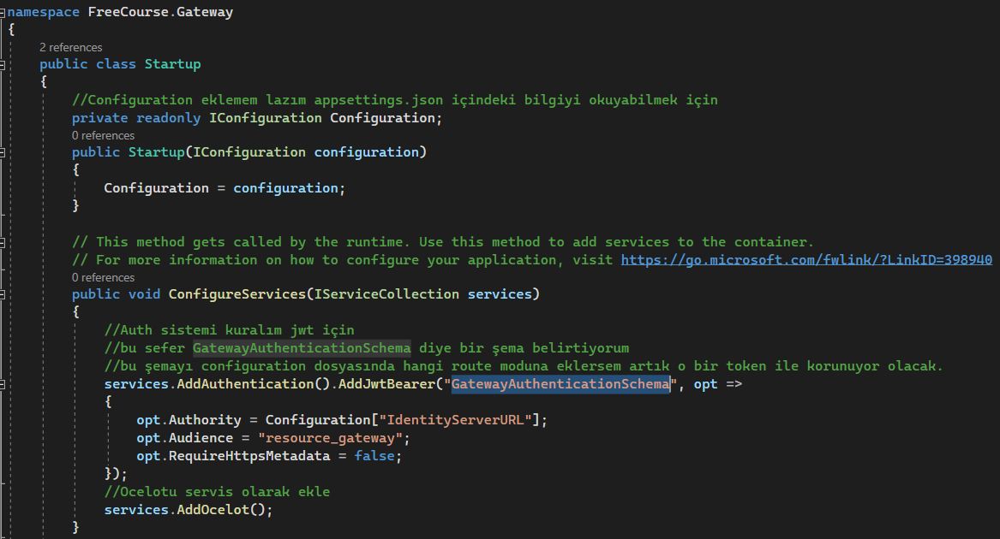 namespace FreeCourse.Gateway
{
2 references
public class Startup
{
//Configuration eklemem lazım appsettings.json içindeki bilgiyi okuyabilmek için
private readonly IConfiguration Configuration;
0 references
public Startup(IConfiguration configuration)
{
Configuration = configuration;
}
// This method gets called by the runtime. Use this method to add services to the container.
// For more information on how to configure your application, visit https://go.microsoft.com/fwlink/?LinkID=398940
0 references
public void ConfigureServices(IServiceCollection services)
{
//Auth sistemi kuralım jwt için
//bu sefer GatewayAuthenticationSchema diye bir şema belirtiyorum
//bu şemayı configuration dosyasında hangi route moduna eklersem artık o bir token ile korunuyor olacak.
services.AddAuthentication().AddJwtBearer("GatewayAuthenticationSchema", opt =>
{
opt.Authority = Configuration["IdentityServerURL"];
opt.Audience = "resource_gateway";
opt.RequireHttpsMetadata = false;
});
//Ocelotu servis olarak ekle
services.AddOcelot();
}